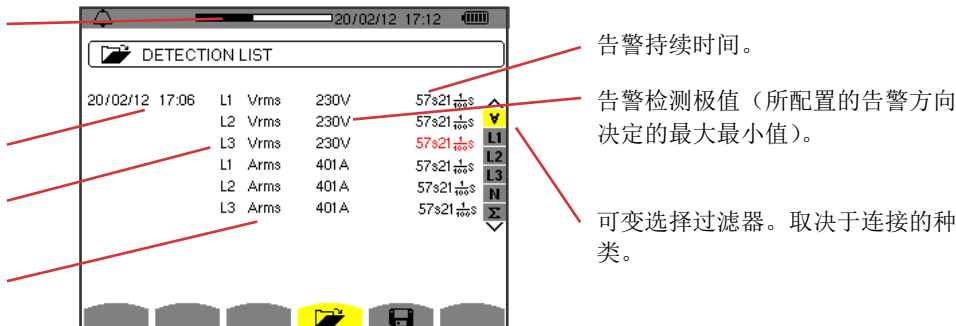 20/02/12 17:12
DETECTION LIST
20/02/12 17:06 L1 Vrms 230V 57s21 1/100 s
L2 Vrms 230V 57s21 1/100 s
L3 Vrms 230V 57s21 1/100 s
L1 Arms 401A 57s21 1/100 s
L2 Arms 401A 57s21 1/100 s
L3 Arms 401A 57s21 1/100 s
∀
L1
L2
L3
N
Σ
告警持续时间。
告警检测极值（所配置的告警方向
决定的最大最小值）。
可变选择过滤器。取决于连接的种
类。